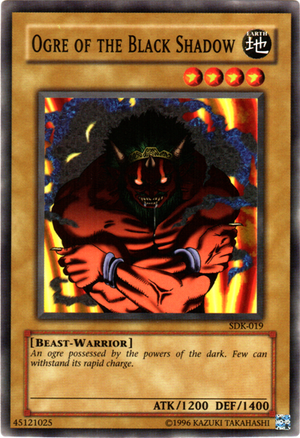 OGRE OF THE BLACK SHADOW
EARTH
地
SDK-019
[BEAST-WARRIOR]
An ogre possessed by the powers of the dark. Few can
withstand its rapid charge.
ATK/1200 DEF/1400
45121025
©1996 KAZUKI TAKAHASHI